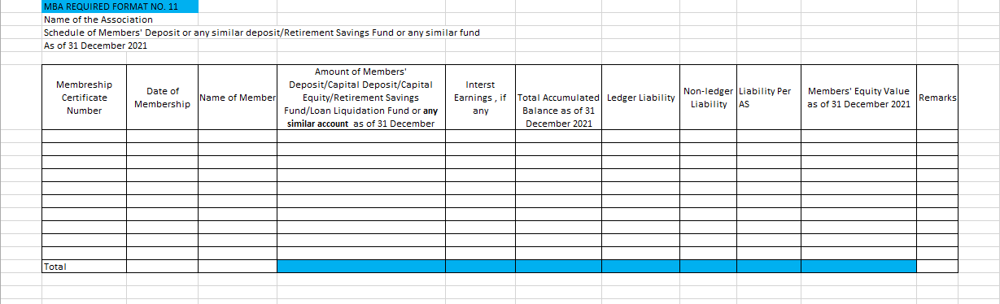 MBA REQUIRED FORMAT NO. 11
Name of the Association
Schedule of Members' Deposit or any similar deposit/Retirement Savings Fund or any similar fund
As of 31 December 2021
Membreship
Certificate
Number
Date of
Membership
Name of Member
Amount of Members'
Deposit/Capital Deposit/Capital
Equity/Retirement Savings
Fund/Loan Liquidation Fund or any
similar account as of 31 December
Interst
Earnings , if
any
Total Accumulated
Balance as of 31
December 2021
Ledger Liability
Non-ledger
Liability
Liability Per
AS
Members' Equity Value
as of 31 December 2021
Remarks
Total